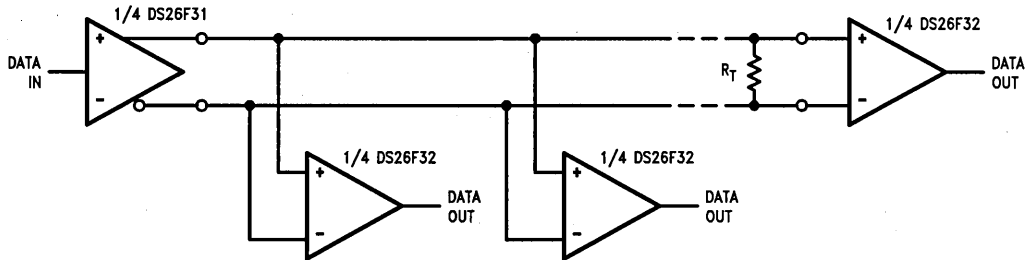 1/4 DS26F31
1/4 DS26F32
+
-
DATA
IN
RT
+
-
DATA
OUT
1/4 DS26F32
1/4 DS26F32
+
-
DATA
OUT
+
-
DATA
OUT